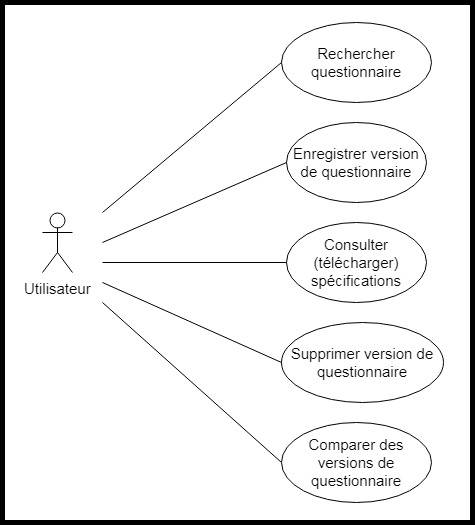 Rechercher
questionnaire
Enregistrer version
de questionnaire
Consulter
(télécharger)
spécifications
Utilisateur
Supprimer version de
questionnaire
Comparer des
versions de
questionnaire